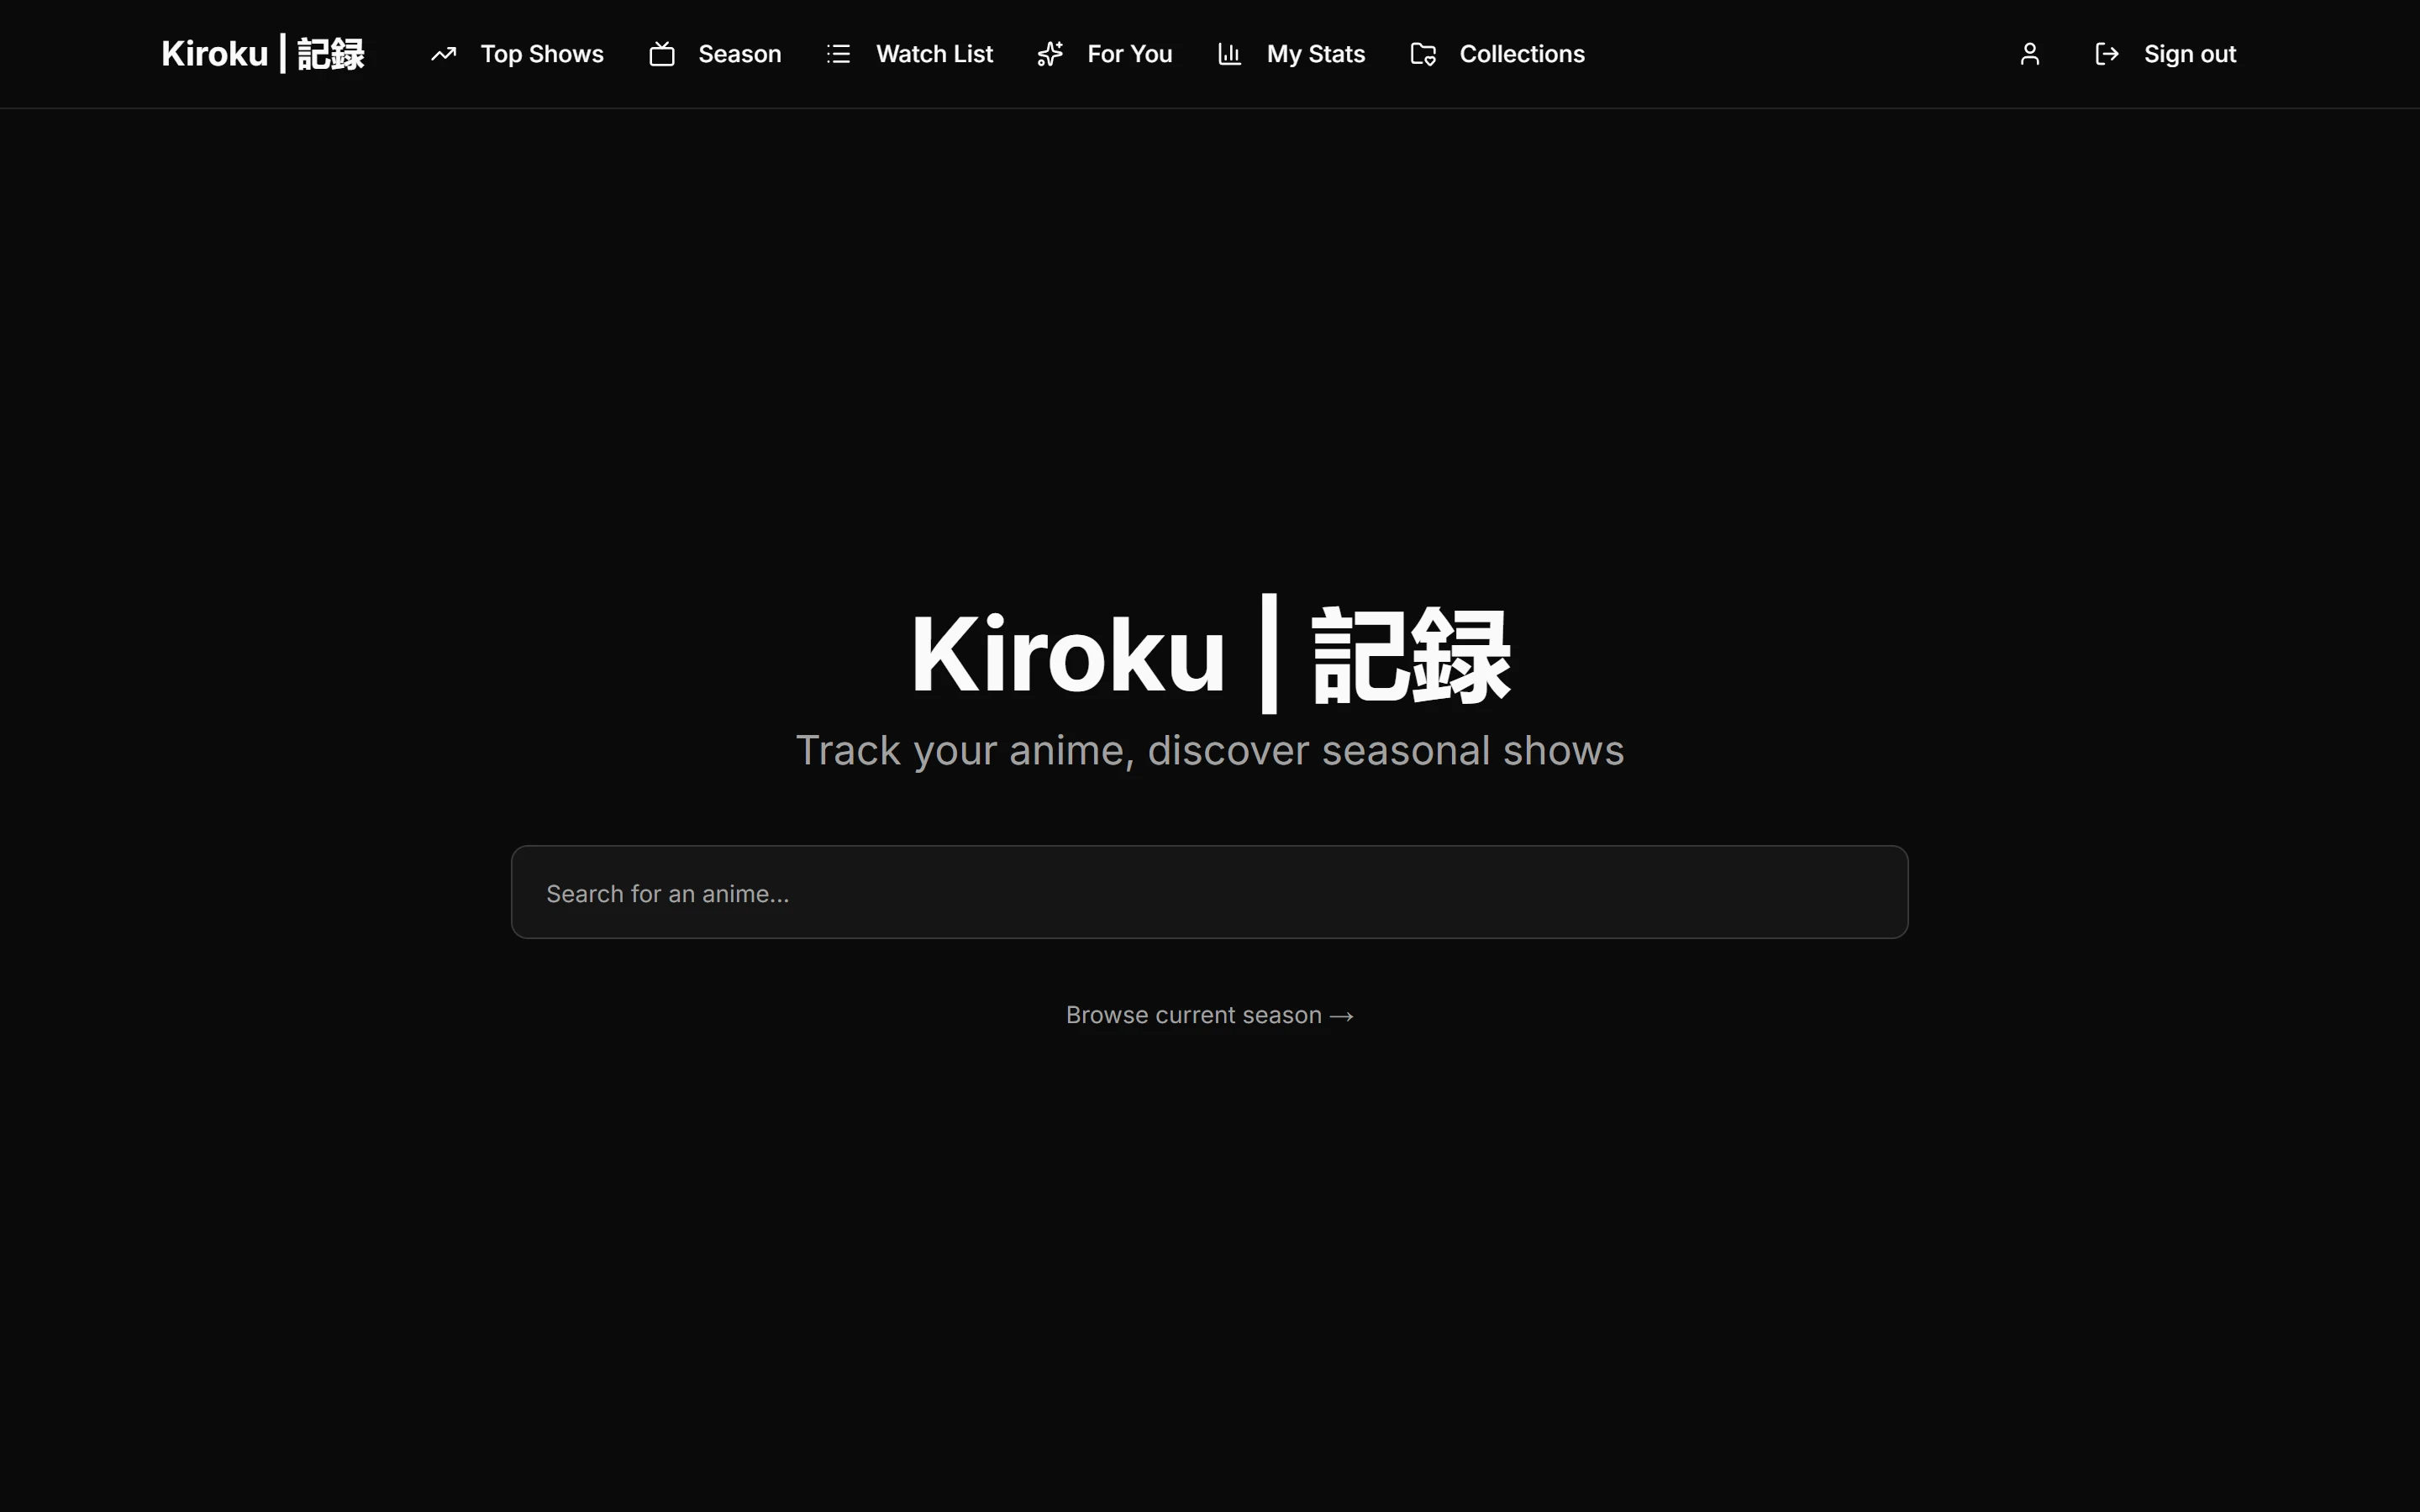 Kiroku | 記録 Top Shows Season Watch List For You My Stats Collections Sign out
Kiroku | 記録
Track your anime, discover seasonal shows
Search for an anime...
Browse current season →